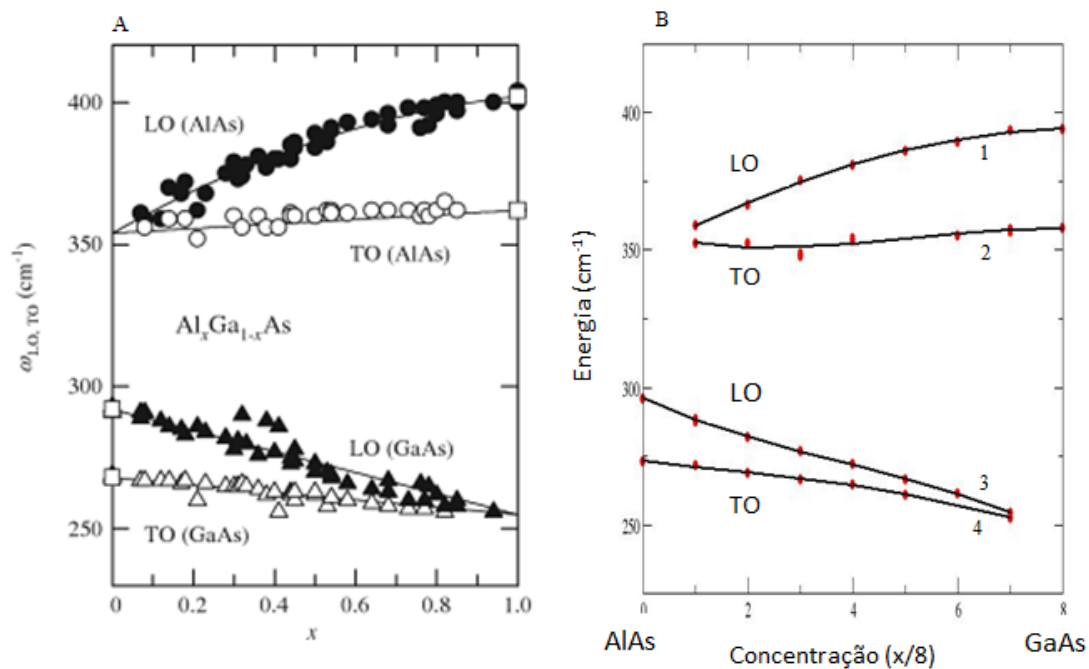 A
400
350
300
250
ω_LO, TO (cm⁻¹)
LO (AlAs)
TO (AlAs)
AlₓGa₁₋ₓAs
LO (GaAs)
TO (GaAs)
0 0.2 0.4 0.6 0.8 1.0
x
B
400
350
300
250
Energia (cm⁻¹)
LO
1
TO
2
LO
3
TO
4
0 2 4 6 8
AlAs
GaAs
Concentração (x/8)